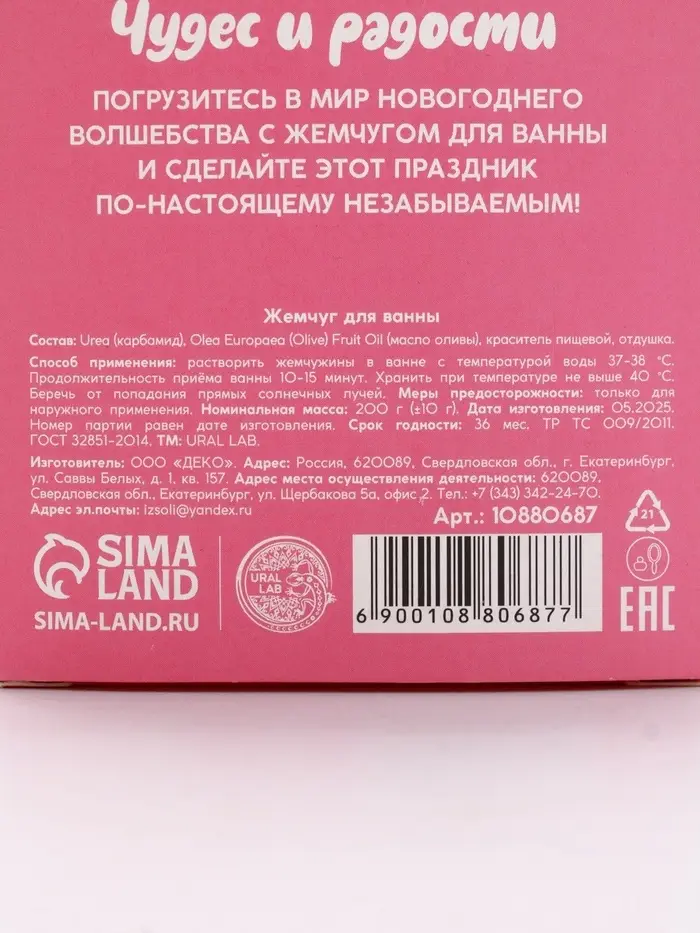 Чудес и радости
ПОГРУЗИТЕСЬ В МИР НОВОГОДНЕГО
ВОЛШЕБСТВА С ЖЕМЧУГОМ ДЛЯ ВАННЫ
И СДЕЛАЙТЕ ЭТОТ ПРАЗДНИК
ПО-НАСТОЯЩЕМУ НЕЗАБЫВАЕМЫМ!
Жемчуг для ванны
Состав: Urea (карбамид), Olea Europaea (Olive) Fruit Oil (масло оливы), краситель пищевой, отдушка.
Способ применения: растворить жемчужины в ванне с температурой воды 37-38 °С.
Продолжительность приёма ванны 10-15 минут. Хранить при температуре не выше 40 °С.
Беречь от попадания прямых солнечных лучей. Меры предосторожности: только для
наружного применения. Номинальная масса: 200 г (±10 г). Дата изготовления: 05.2025.
Номер партии равен дате изготовления. Срок годности: 36 мес. ТР ТС 009/2011.
ГОСТ 32851-2014. ТМ: URAL LAB.
Изготовитель: ООО «ДЕКО». Адрес: Россия, 620089, Свердловская обл., г. Екатеринбург,
ул. Саввы Белых, д. 1, кв. 157. Адрес места осуществления деятельности: 620089,
Свердловская обл., Екатеринбург, ул. Щербакова 5а, офис 2. Тел.: +7 (343) 342-24-70.
Адрес эл.почты: izsoli@yandex.ru
Арт.: 10880687
21
SIMA
LAND
SIMA-LAND.RU
URAL
LAB
6 900108 806877
EAC